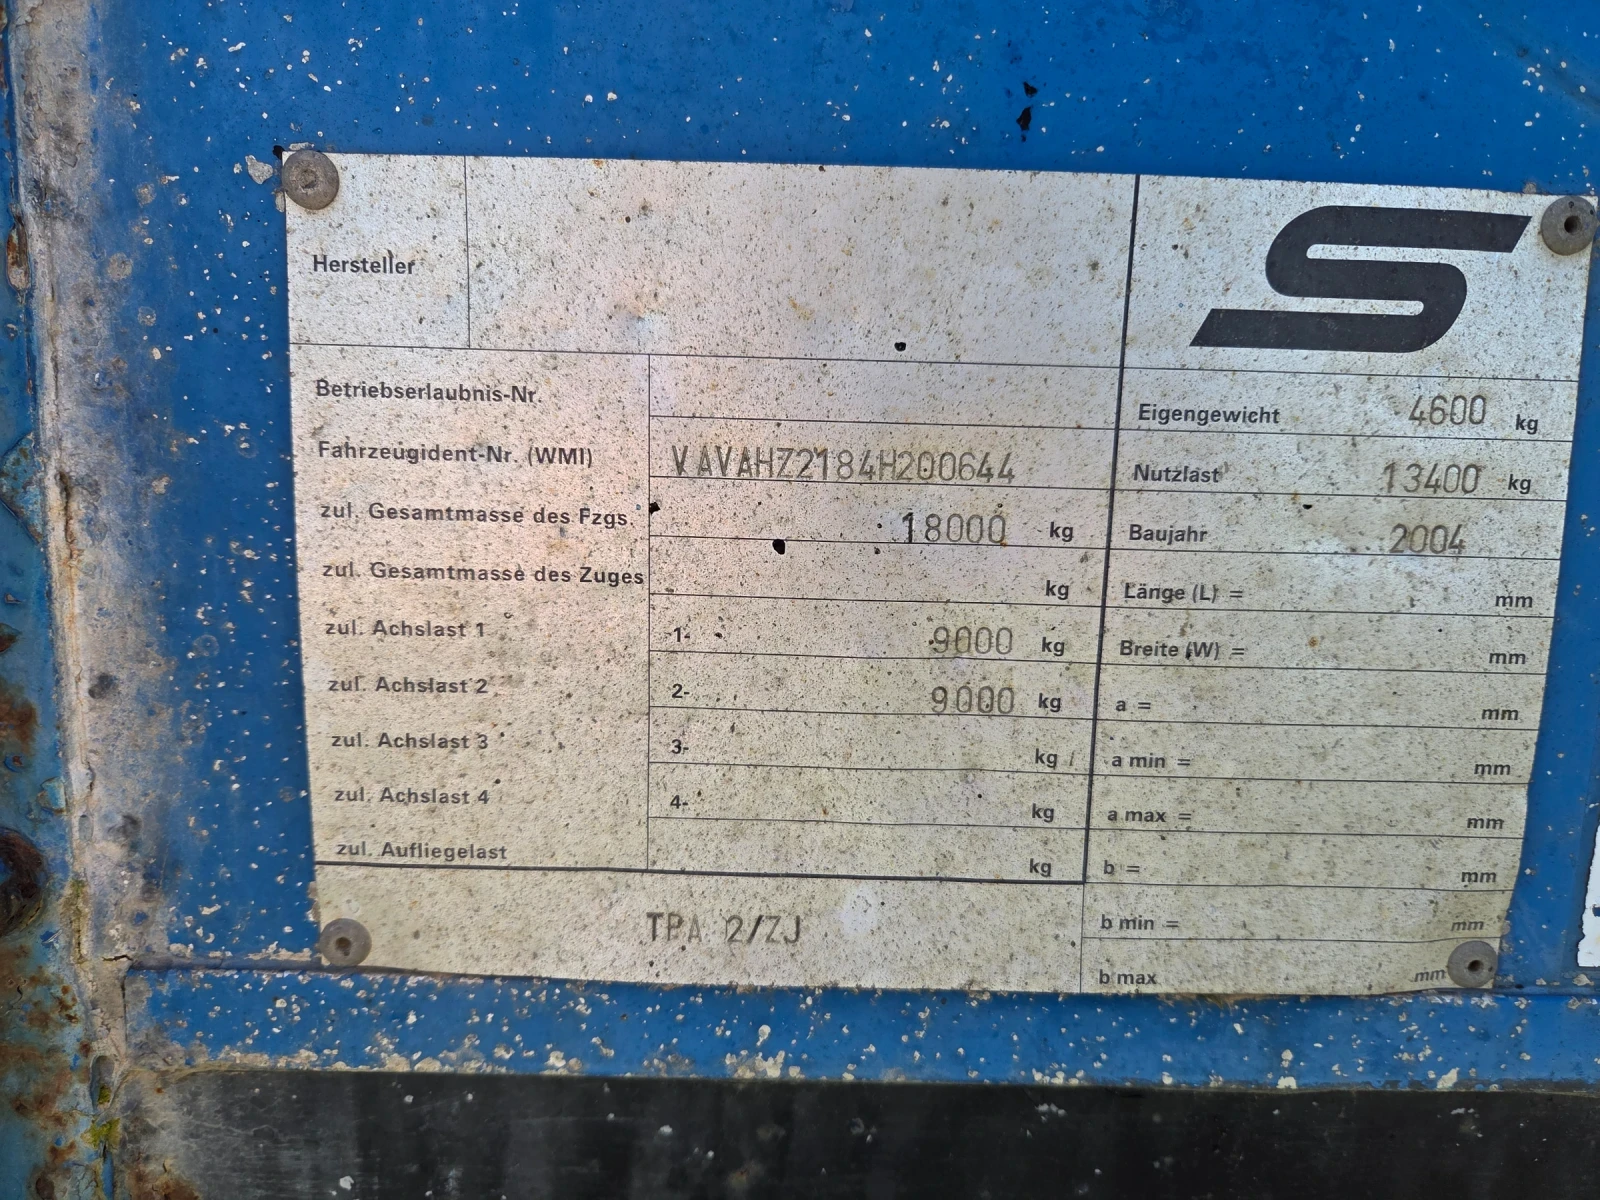 Hersteller
S
Betriebserlaubnis-Nr.
Fahrzeugident-Nr. (WMI) VAVAHZ2184H200644
zul. Gesamtmasse des Fzgs. 18000 kg
zul. Gesamtmasse des Zuges kg
zul. Achslast 1 -1- 9000 kg
zul. Achslast 2 2- 9000 kg
zul. Achslast 3 3- kg
zul. Achslast 4 4- kg
zul. Aufliegelast kg
TPA 2/ZJ
Eigengewicht 4600 kg
Nutzlast 13400 kg
Baujahr 2004
Länge (L) = mm
Breite (W) = mm
a = mm
a min = mm
a max = mm
b = mm
b min = mm
b max mm